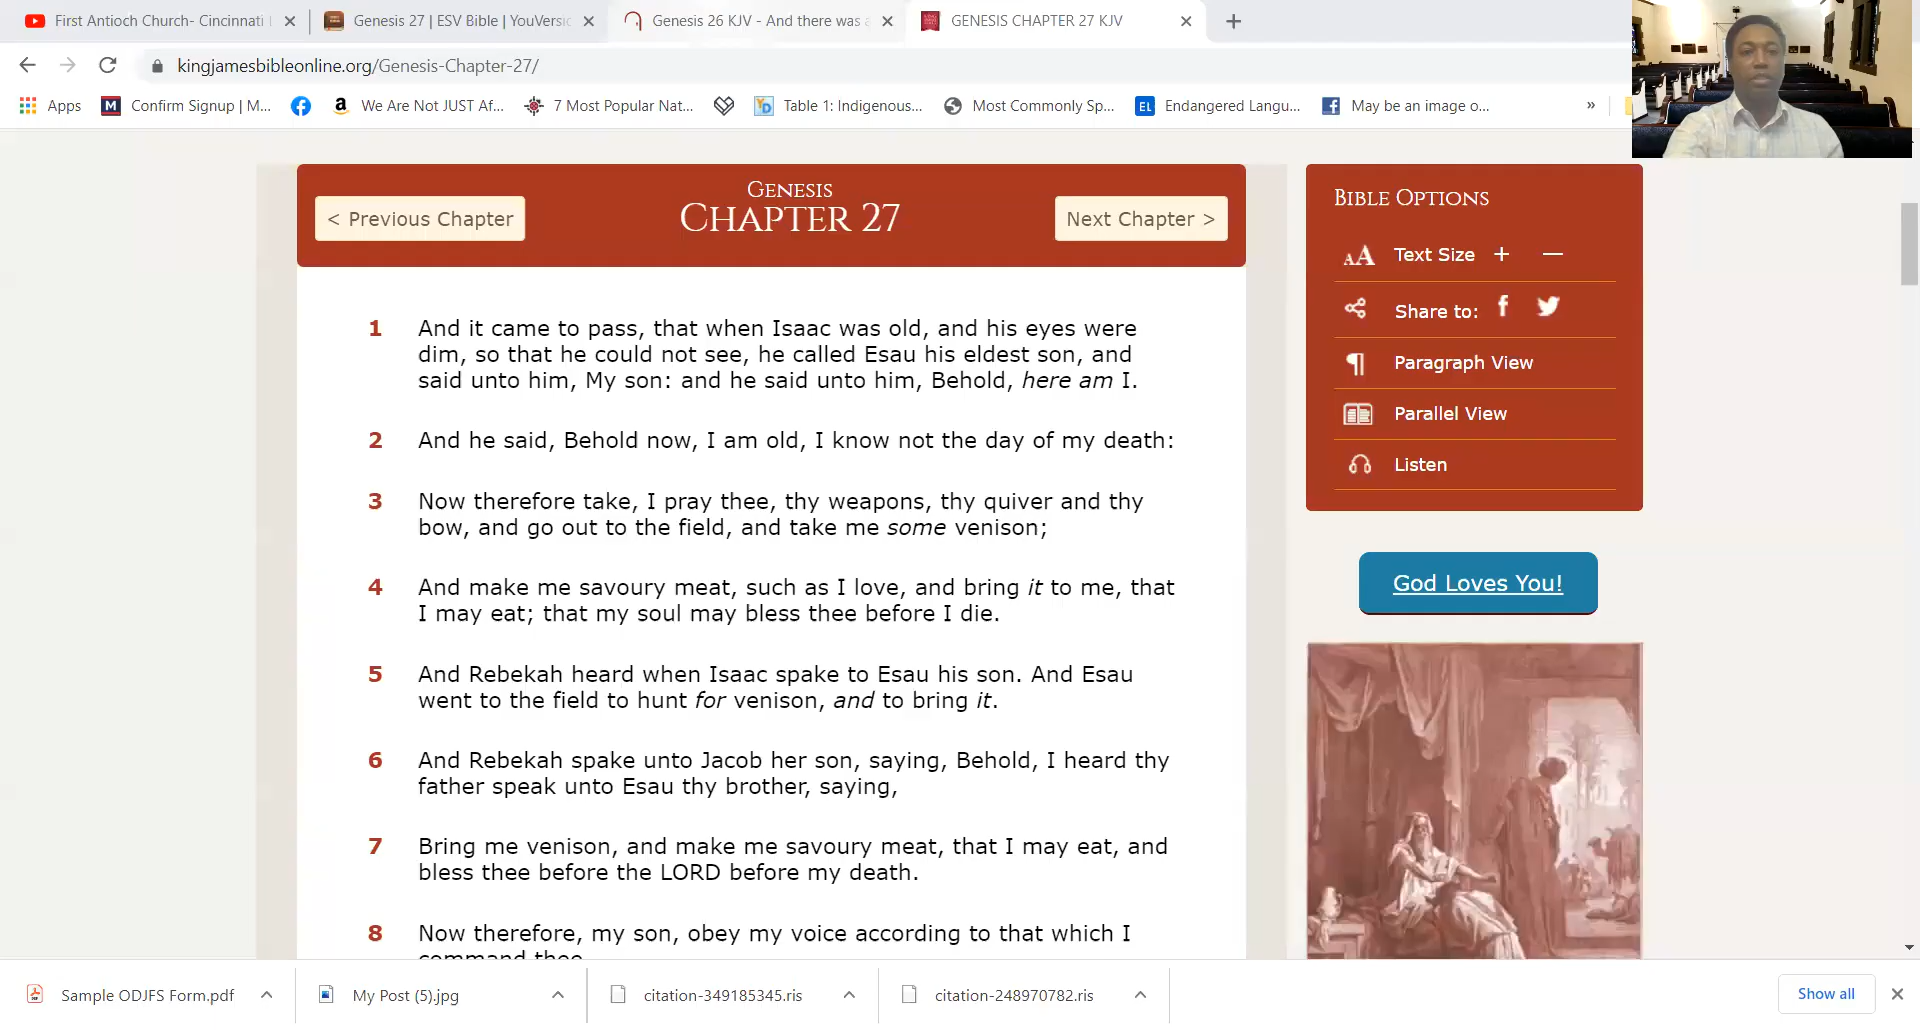 First Antioch Church- Cincinnati
Genesis 27 | ESV Bible | YouVersi
Genesis 26 KJV - And there was a
GENESIS CHAPTER 27 KJV
kingjamesbibleonline.org/Genesis-Chapter-27/
Apps
Confirm Signup | M...
We Are Not JUST Af...
7 Most Popular Nat...
Table 1: Indigenous...
Most Commonly Sp...
EL
Endangered Langu...
May be an image o...
»
< Previous Chapter
Genesis
Chapter 27
Next Chapter >
1 And it came to pass, that when Isaac was old, and his eyes were
dim, so that he could not see, he called Esau his eldest son, and
said unto him, My son: and he said unto him, Behold, here am I.
2 And he said, Behold now, I am old, I know not the day of my death:
3 Now therefore take, I pray thee, thy weapons, thy quiver and thy
bow, and go out to the field, and take me some venison;
4 And make me savoury meat, such as I love, and bring it to me, that
I may eat; that my soul may bless thee before I die.
5 And Rebekah heard when Isaac spake to Esau his son. And Esau
went to the field to hunt for venison, and to bring it.
6 And Rebekah spake unto Jacob her son, saying, Behold, I heard thy
father speak unto Esau thy brother, saying,
7 Bring me venison, and make me savoury meat, that I may eat, and
bless thee before the LORD before my death.
8 Now therefore, my son, obey my voice according to that which I
command thee.
Bible Options
AA Text Size + —
Share to:
Paragraph View
Parallel View
Listen
God Loves You!
Sample ODJFS Form.pdf
My Post (5).jpg
citation-349185345.ris
citation-248970782.ris
Show all